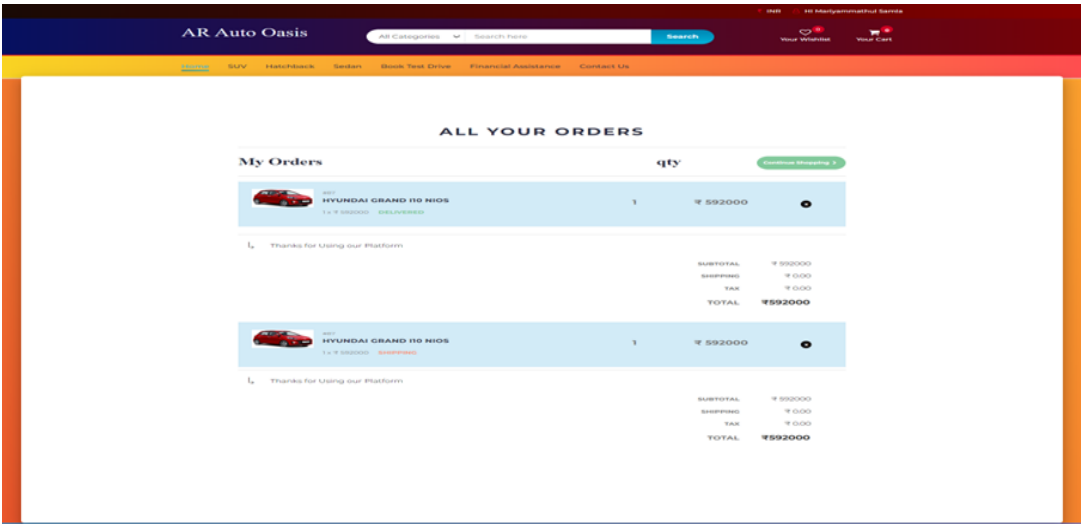 INR Hi Mariyammathul Samia
AR Auto Oasis All Categories Search here Search Your Wishlist Your Cart
Home SUV Hatchback Sedan Book Test Drive Financial Assistance Contact Us
ALL YOUR ORDERS
My Orders qty Continue Shopping
HYUNDAI GRAND I10 NIOS 1 ₹ 592000
1 x ₹ 592000 DELIVERED
Thanks for Using our Platform
SUBTOTAL ₹ 592000
SHIPPING ₹ 0.00
TAX ₹ 0.00
TOTAL ₹592000
HYUNDAI GRAND I10 NIOS 1 ₹ 592000
1 x ₹ 592000 SHIPPING
Thanks for Using our Platform
SUBTOTAL ₹ 592000
SHIPPING ₹ 0.00
TAX ₹ 0.00
TOTAL ₹592000